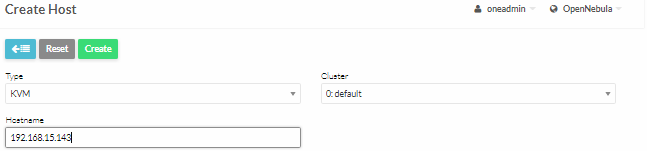 Create Host
oneadmin
OpenNebula
Reset
Create
Type
Cluster
KVM
0: default
Hostname
192.168.15.143